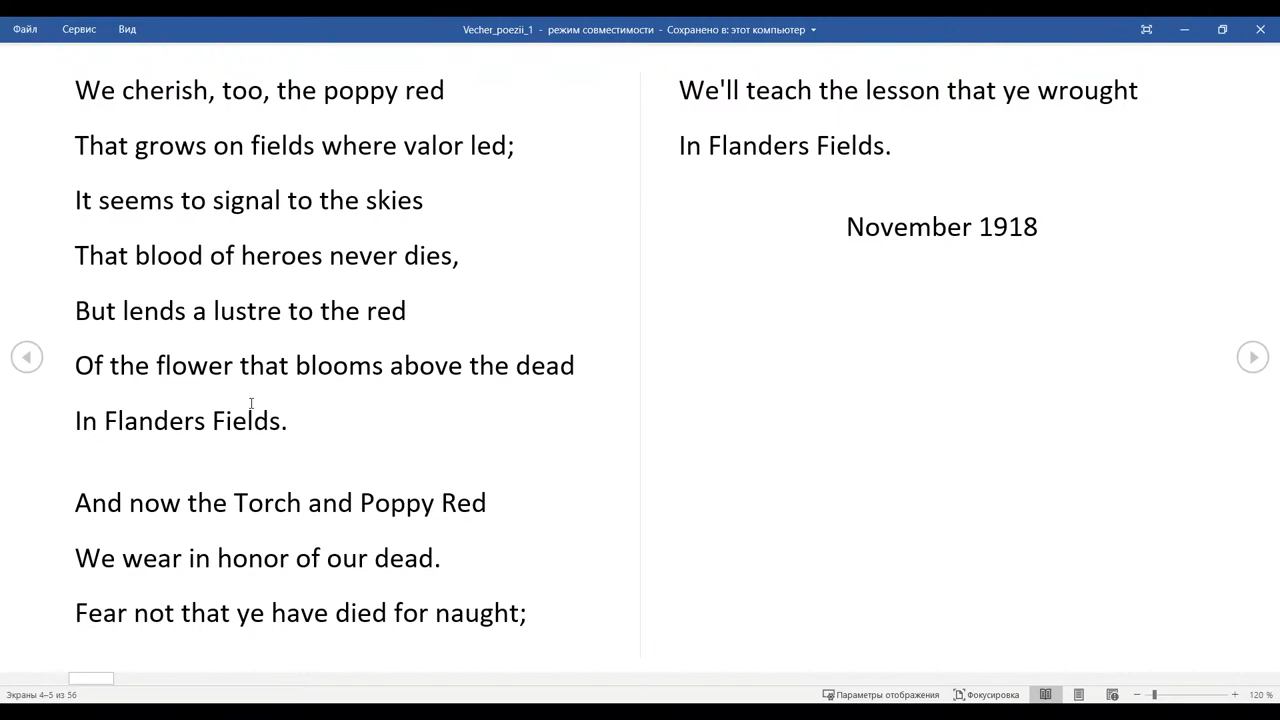 Файл Сервис Вид Vecher_poezii_1 - режим совместимости - Сохранено в: этот компьютер
We cherish, too, the poppy red
That grows on fields where valor led;
It seems to signal to the skies
That blood of heroes never dies,
But lends a lustre to the red
Of the flower that blooms above the dead
In Flanders Fields.
And now the Torch and Poppy Red
We wear in honor of our dead.
Fear not that ye have died for naught;
We'll teach the lesson that ye wrought
In Flanders Fields.
November 1918
Экраны 4–5 из 56 Параметры отображения Фокусировка 120 %